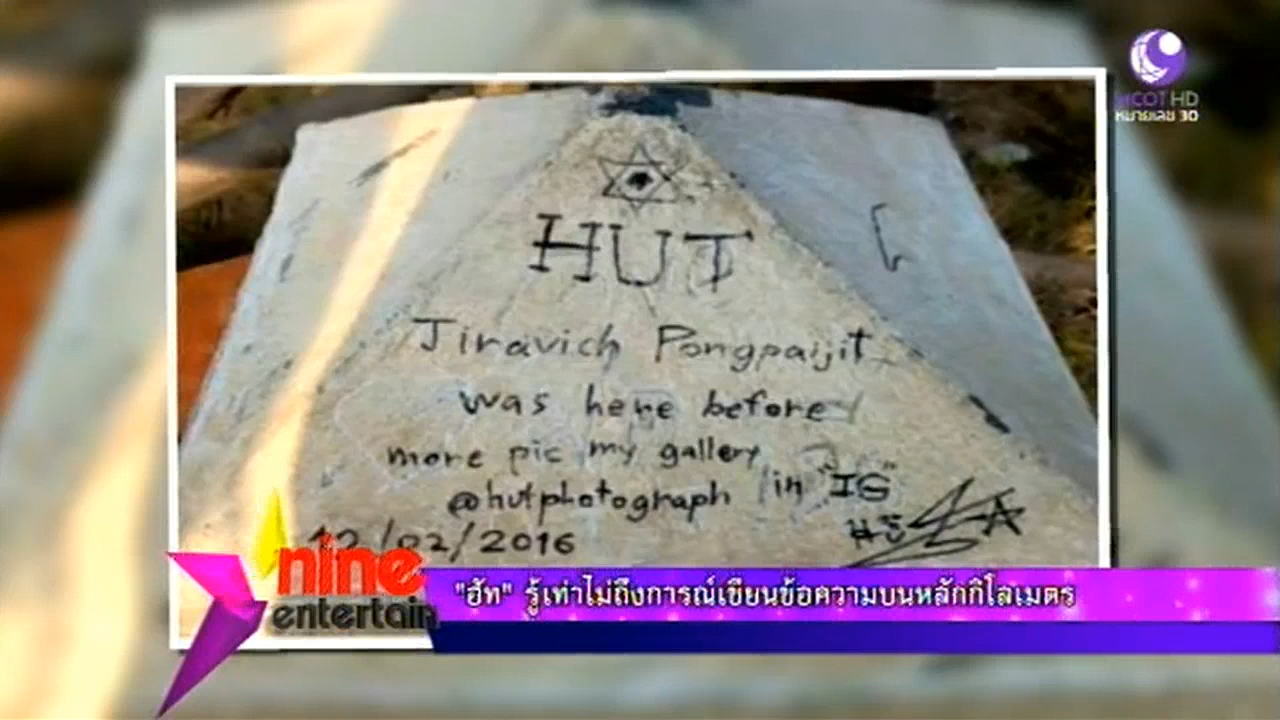 MCOT HD
หมายเลข 30
HUT
Jiravich Pongpaijit
was here before
more pic my gallery
@hutphotograph in "IG"
12/02/2016
nine
entertain
"ฮัท" รู้เท่าไม่ถึงการณ์เขียนข้อความบนหลักกิโลเมตร